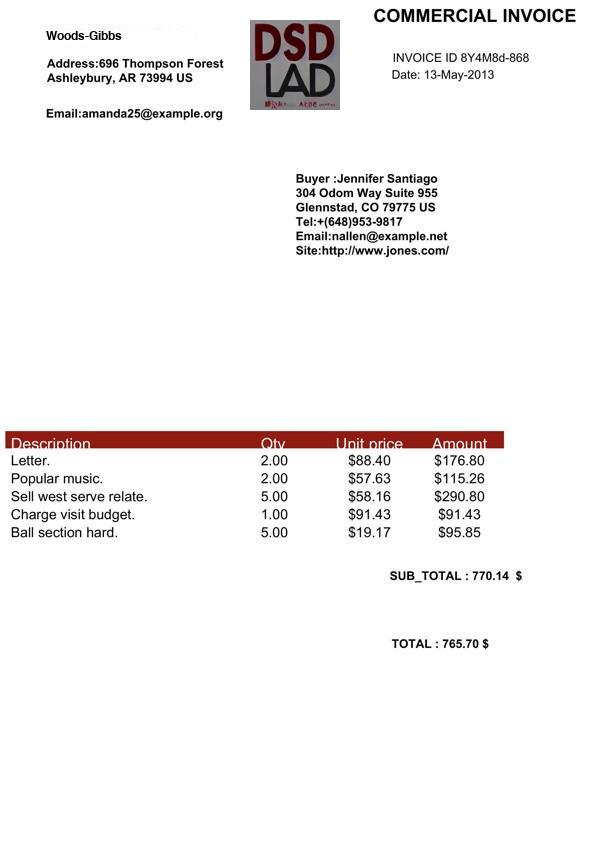 COMMERCIAL INVOICE
Woods-Gibbs
Address:696 Thompson Forest
Ashleybury, AR 73994 US
Email:amanda25@example.org
DSD
LAD
INVOICE ID 8Y4M8d-868
Date: 13-May-2013
Buyer :Jennifer Santiago
304 Odom Way Suite 955
Glennstad, CO 79775 US
Tel:+(648)953-9817
Email:nallen@example.net
Site:http://www.jones.com/
Description Qty Unit price Amount
Letter. 2.00 $88.40 $176.80
Popular music. 2.00 $57.63 $115.26
Sell west serve relate. 5.00 $58.16 $290.80
Charge visit budget. 1.00 $91.43 $91.43
Ball section hard. 5.00 $19.17 $95.85
SUB_TOTAL : 770.14 $
TOTAL : 765.70 $